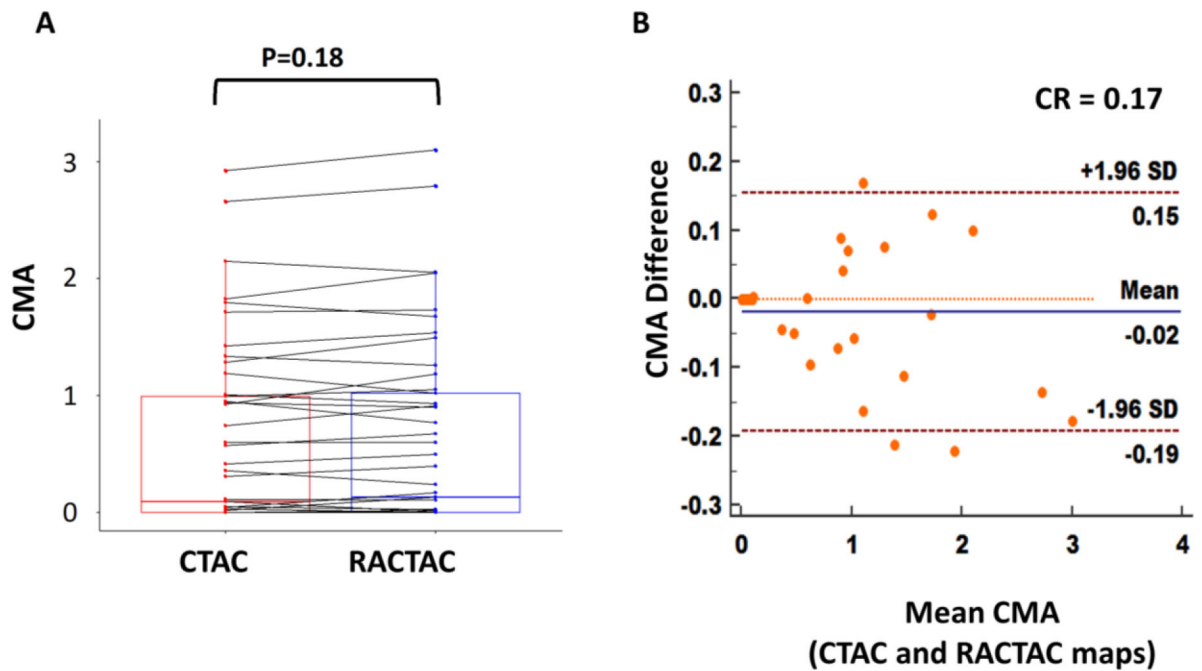 A
P=0.18
CMA
3
2
1
0
CTAC RACTAC
B
CR = 0.17
CMA Difference
0.3
0.2
0.1
0.0
-0.1
-0.2
-0.3
+1.96 SD
0.15
Mean
-0.02
-1.96 SD
-0.19
0 1 2 3 4
Mean CMA
(CTAC and RACTAC maps)